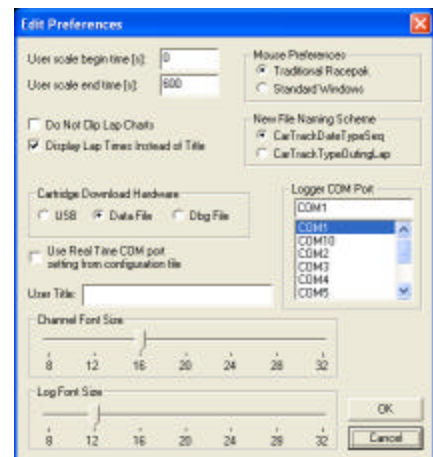 Edit Preferences
User scale begin time [s]: 0
User scale end time [s]: 600
Mouse Preferences
Traditional Racepak
Standard Windows
Do Not Clip Lap Charts
Display Lap Times Instead of Title
New File Naming Scheme
CarTrackDateTypeSeq
CarTrackTypeOutingLap
Cartridge Download Hardware
USB Data File Dbg File
Logger COM Port
COM1
COM1
COM10
COM2
COM3
COM4
COM5
Use Real Time COM port
setting from configuration file
User Title:
Channel Font Size
8 12 16 20 24 28 32
Log Font Size
8 12 16 20 24 28 32
OK
Cancel